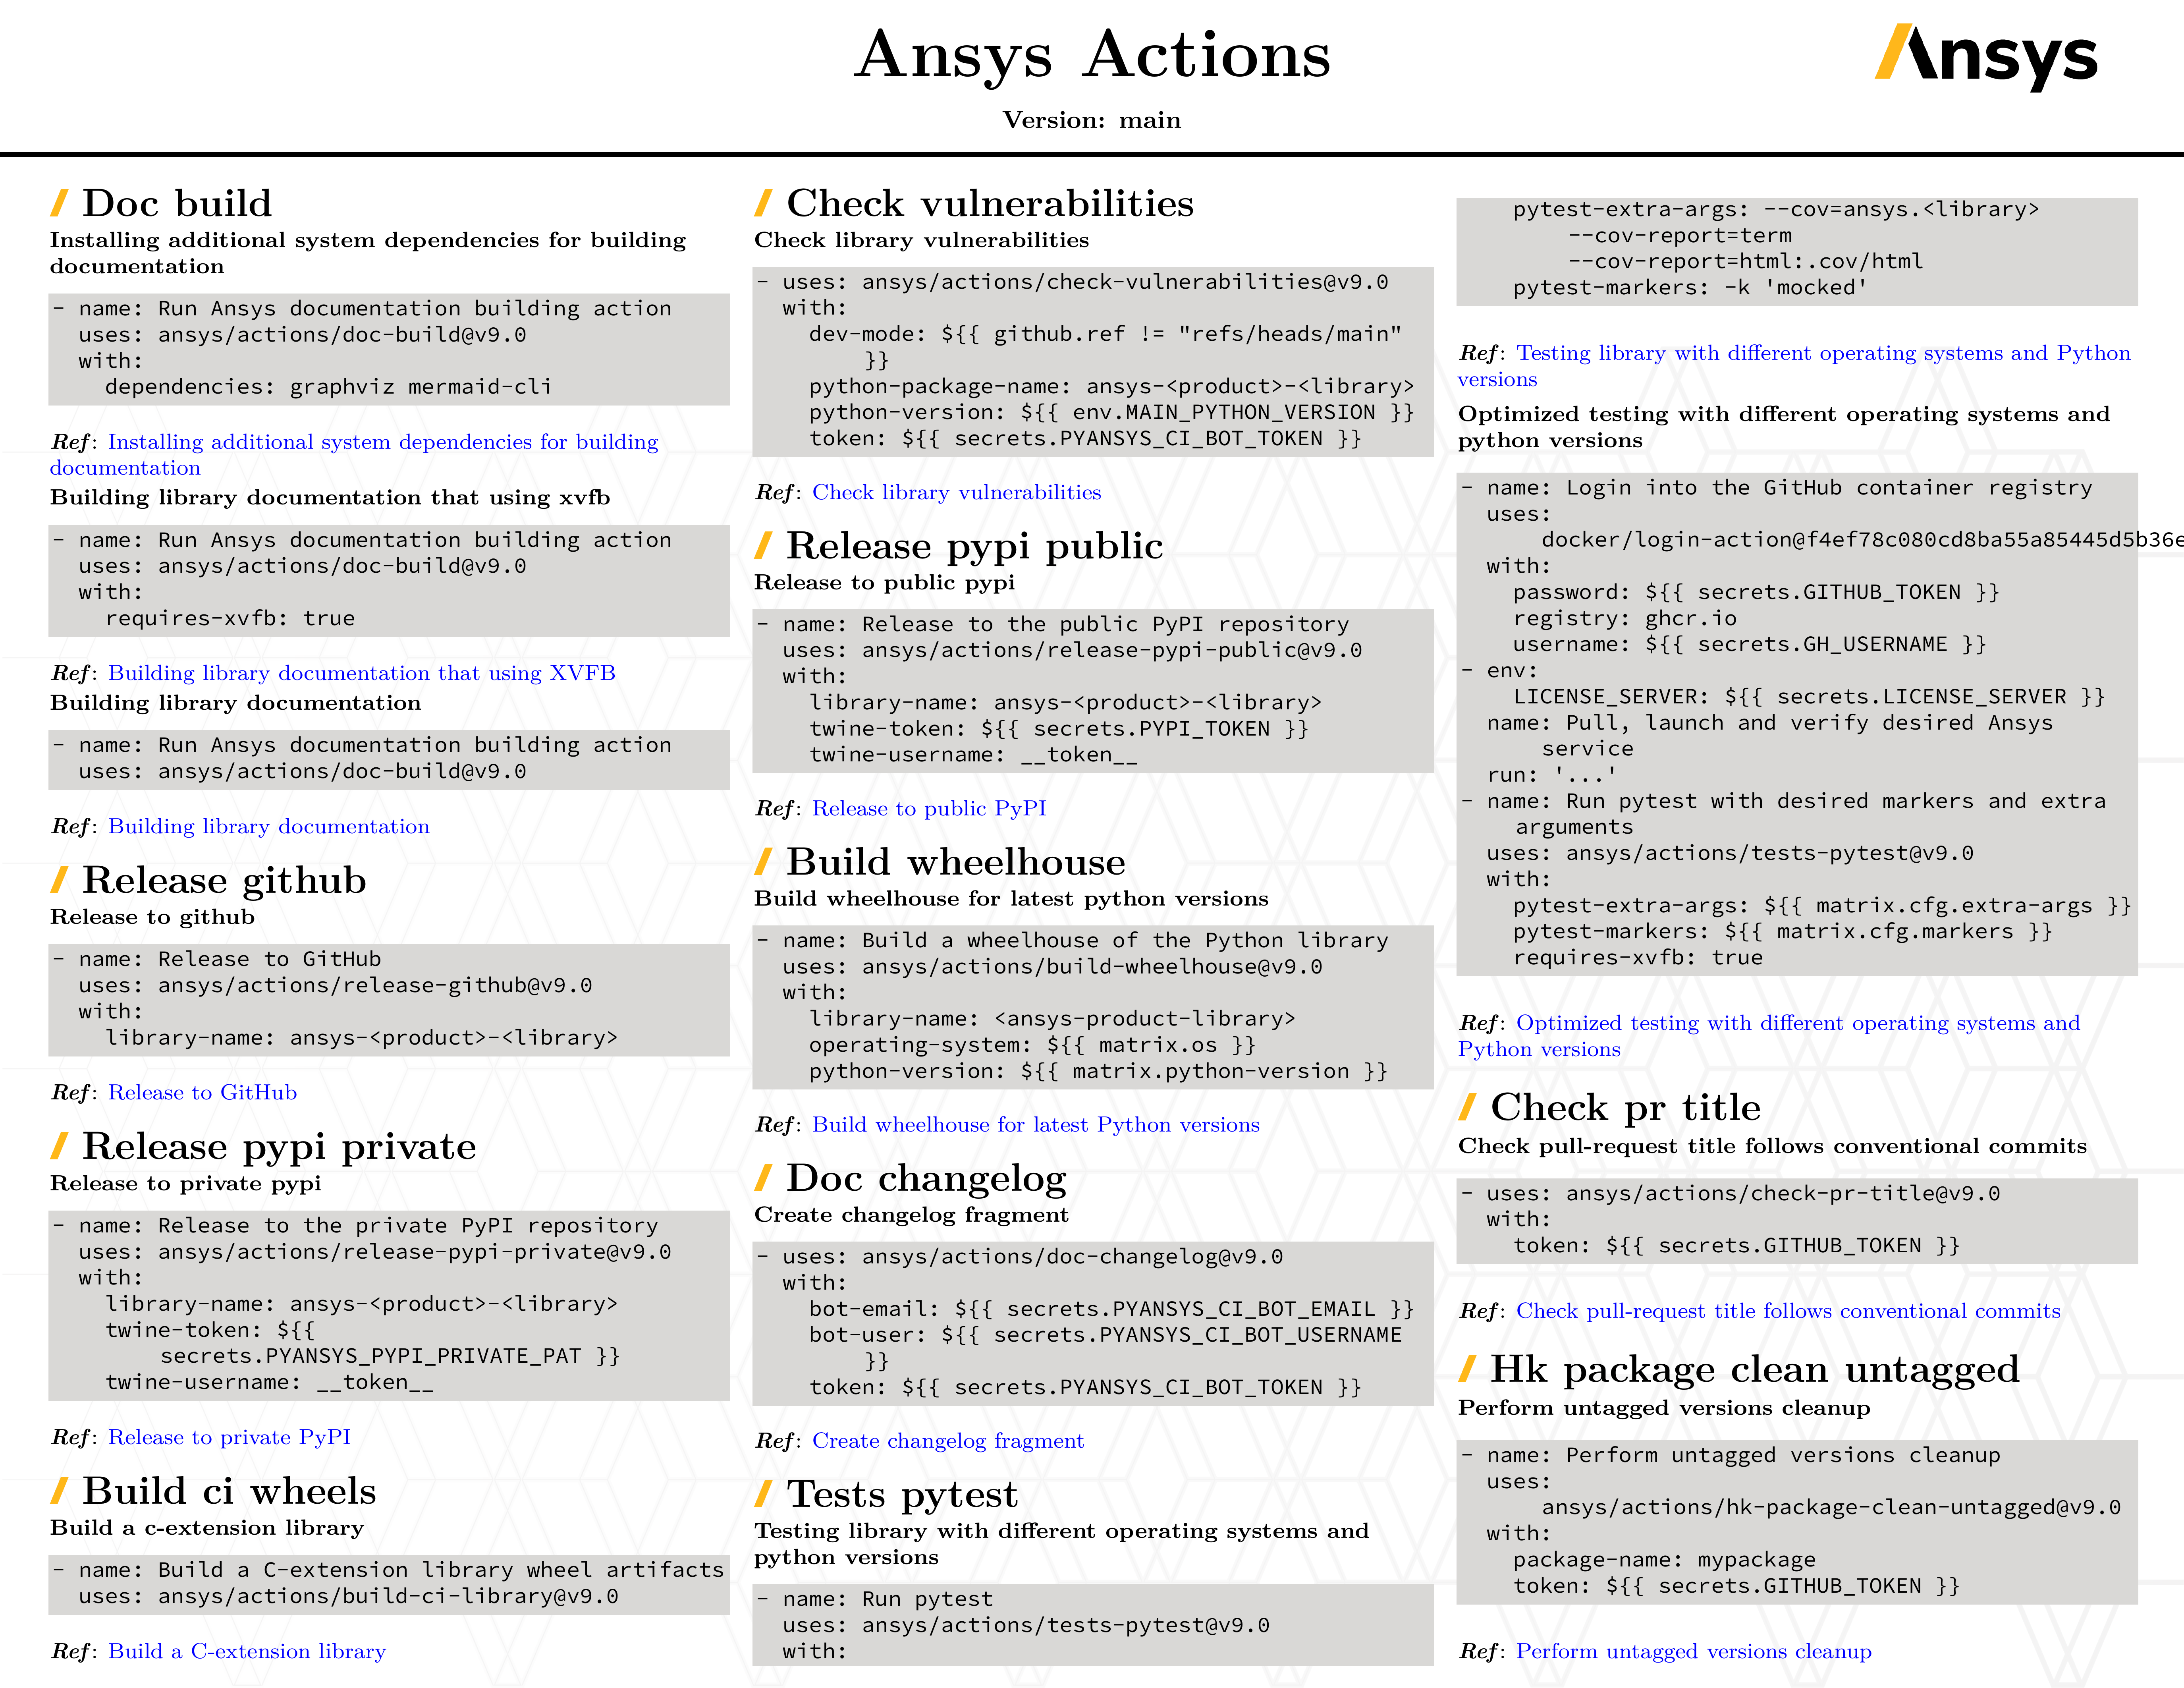 Ansys Actions
Ansys
Version: main
Doc build
Installing additional system dependencies for building
documentation
- name: Run Ansys documentation building action
  uses: ansys/actions/doc-build@v9.0
  with:
    dependencies: graphviz mermaid-cli
Ref: Installing additional system dependencies for building
documentation
Building library documentation that using xvfb
- name: Run Ansys documentation building action
  uses: ansys/actions/doc-build@v9.0
  with:
    requires-xvfb: true
Ref: Building library documentation that using XVFB
Building library documentation
- name: Run Ansys documentation building action
  uses: ansys/actions/doc-build@v9.0
Ref: Building library documentation
Release github
Release to github
- name: Release to GitHub
  uses: ansys/actions/release-github@v9.0
  with:
    library-name: ansys-<product>-<library>
Ref: Release to GitHub
Release pypi private
Release to private pypi
- name: Release to the private PyPI repository
  uses: ansys/actions/release-pypi-private@v9.0
  with:
    library-name: ansys-<product>-<library>
    twine-token: ${{
        secrets.PYANSYS_PYPI_PRIVATE_PAT }}
    twine-username: __token__
Ref: Release to private PyPI
Build ci wheels
Build a c-extension library
- name: Build a C-extension library wheel artifacts
  uses: ansys/actions/build-ci-library@v9.0
Ref: Build a C-extension library
Check vulnerabilities
Check library vulnerabilities
- uses: ansys/actions/check-vulnerabilities@v9.0
  with:
    dev-mode: ${{ github.ref != "refs/heads/main"
        }}
    python-package-name: ansys-<product>-<library>
    python-version: ${{ env.MAIN_PYTHON_VERSION }}
    token: ${{ secrets.PYANSYS_CI_BOT_TOKEN }}
Ref: Check library vulnerabilities
Release pypi public
Release to public pypi
- name: Release to the public PyPI repository
  uses: ansys/actions/release-pypi-public@v9.0
  with:
    library-name: ansys-<product>-<library>
    twine-token: ${{ secrets.PYPI_TOKEN }}
    twine-username: __token__
Ref: Release to public PyPI
Build wheelhouse
Build wheelhouse for latest python versions
- name: Build a wheelhouse of the Python library
  uses: ansys/actions/build-wheelhouse@v9.0
  with:
    library-name: <ansys-product-library>
    operating-system: ${{ matrix.os }}
    python-version: ${{ matrix.python-version }}
Ref: Build wheelhouse for latest Python versions
Doc changelog
Create changelog fragment
- uses: ansys/actions/doc-changelog@v9.0
  with:
    bot-email: ${{ secrets.PYANSYS_CI_BOT_EMAIL }}
    bot-user: ${{ secrets.PYANSYS_CI_BOT_USERNAME
        }}
    token: ${{ secrets.PYANSYS_CI_BOT_TOKEN }}
Ref: Create changelog fragment
Tests pytest
Testing library with different operating systems and
python versions
- name: Run pytest
  uses: ansys/actions/tests-pytest@v9.0
  with:
    pytest-extra-args: --cov=ansys.<library>
        --cov-report=term
        --cov-report=html:.cov/html
    pytest-markers: -k 'mocked'
Ref: Testing library with different operating systems and Python
versions
Optimized testing with different operating systems and
python versions
- name: Login into the GitHub container registry
  uses:
      docker/login-action@f4ef78c080cd8ba55a85445d5b36e
  with:
    password: ${{ secrets.GITHUB_TOKEN }}
    registry: ghcr.io
    username: ${{ secrets.GH_USERNAME }}
- env:
    LICENSE_SERVER: ${{ secrets.LICENSE_SERVER }}
  name: Pull, launch and verify desired Ansys
      service
  run: '...'
- name: Run pytest with desired markers and extra
    arguments
  uses: ansys/actions/tests-pytest@v9.0
  with:
    pytest-extra-args: ${{ matrix.cfg.extra-args }}
    pytest-markers: ${{ matrix.cfg.markers }}
    requires-xvfb: true
Ref: Optimized testing with different operating systems and
Python versions
Check pr title
Check pull-request title follows conventional commits
- uses: ansys/actions/check-pr-title@v9.0
  with:
    token: ${{ secrets.GITHUB_TOKEN }}
Ref: Check pull-request title follows conventional commits
Hk package clean untagged
Perform untagged versions cleanup
- name: Perform untagged versions cleanup
  uses:
      ansys/actions/hk-package-clean-untagged@v9.0
  with:
    package-name: mypackage
    token: ${{ secrets.GITHUB_TOKEN }}
Ref: Perform untagged versions cleanup